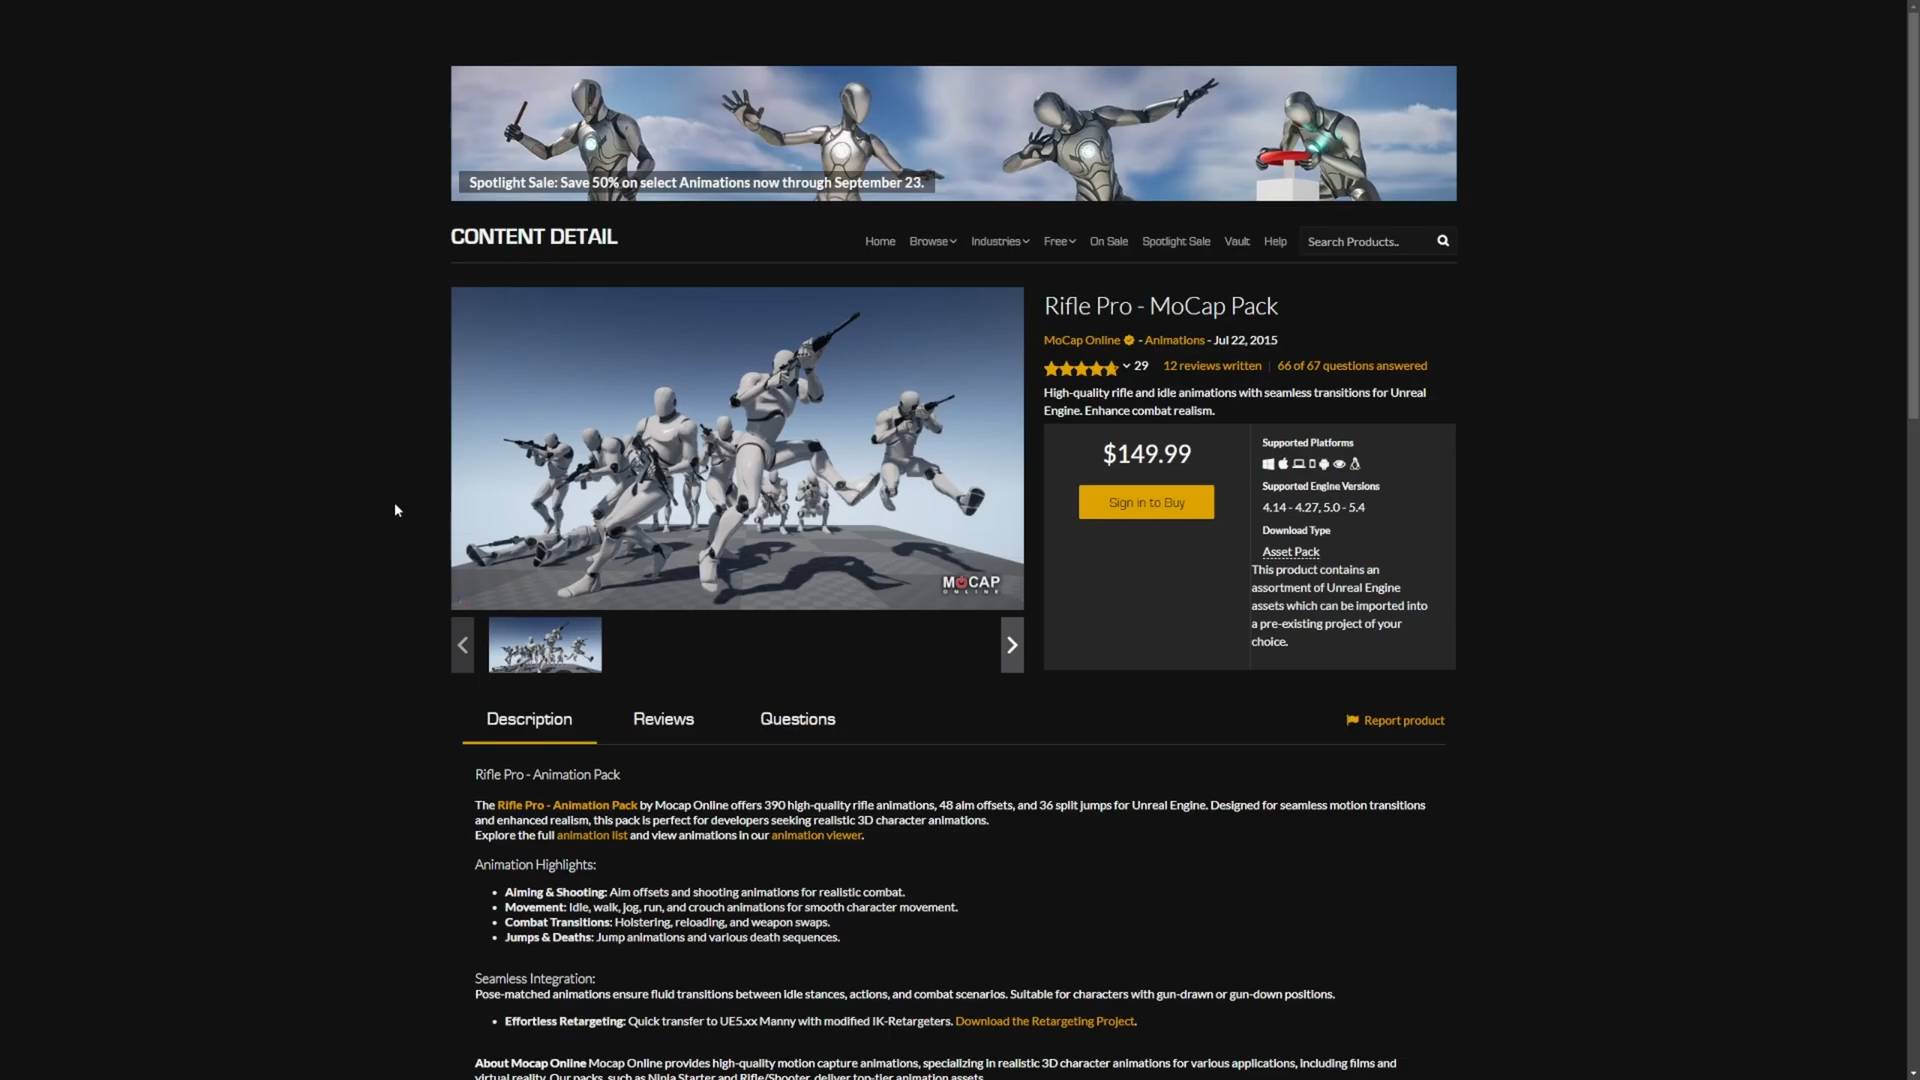 Spotlight Sale: Save 50% on select Animations now through September 23.
CONTENT DETAIL
Home Browse Industries Free On Sale Spotlight Sale Vault Help Search Products..
MOCAP
ONLINE
Rifle Pro - MoCap Pack
MoCap Online - Animations - Jul 22, 2015
29 12 reviews written | 66 of 67 questions answered
High-quality rifle and idle animations with seamless transitions for Unreal
Engine. Enhance combat realism.
$149.99
Sign in to Buy
Supported Platforms
Supported Engine Versions
4.14 - 4.27, 5.0 - 5.4
Download Type
Asset Pack
This product contains an
assortment of Unreal Engine
assets which can be imported into
a pre-existing project of your
choice.
Description Reviews Questions
Report product
Rifle Pro - Animation Pack
The Rifle Pro - Animation Pack by Mocap Online offers 390 high-quality rifle animations, 48 aim offsets, and 36 split jumps for Unreal Engine. Designed for seamless motion transitions
and enhanced realism, this pack is perfect for developers seeking realistic 3D character animations.
Explore the full animation list and view animations in our animation viewer.
Animation Highlights:
• Aiming & Shooting: Aim offsets and shooting animations for realistic combat.
• Movement: Idle, walk, jog, run, and crouch animations for smooth character movement.
• Combat Transitions: Holstering, reloading, and weapon swaps.
• Jumps & Deaths: Jump animations and various death sequences.
Seamless Integration:
Pose-matched animations ensure fluid transitions between idle stances, actions, and combat scenarios. Suitable for characters with gun-drawn or gun-down positions.
• Effortless Retargeting: Quick transfer to UE5.xx Manny with modified IK-Retargeters. Download the Retargeting Project.
About Mocap Online Mocap Online provides high-quality motion capture animations, specializing in realistic 3D character animations for various applications, including films and
virtual reality. Our packs, such as Ninja Starter and Rifle/Shooter, deliver top-tier animation assets.